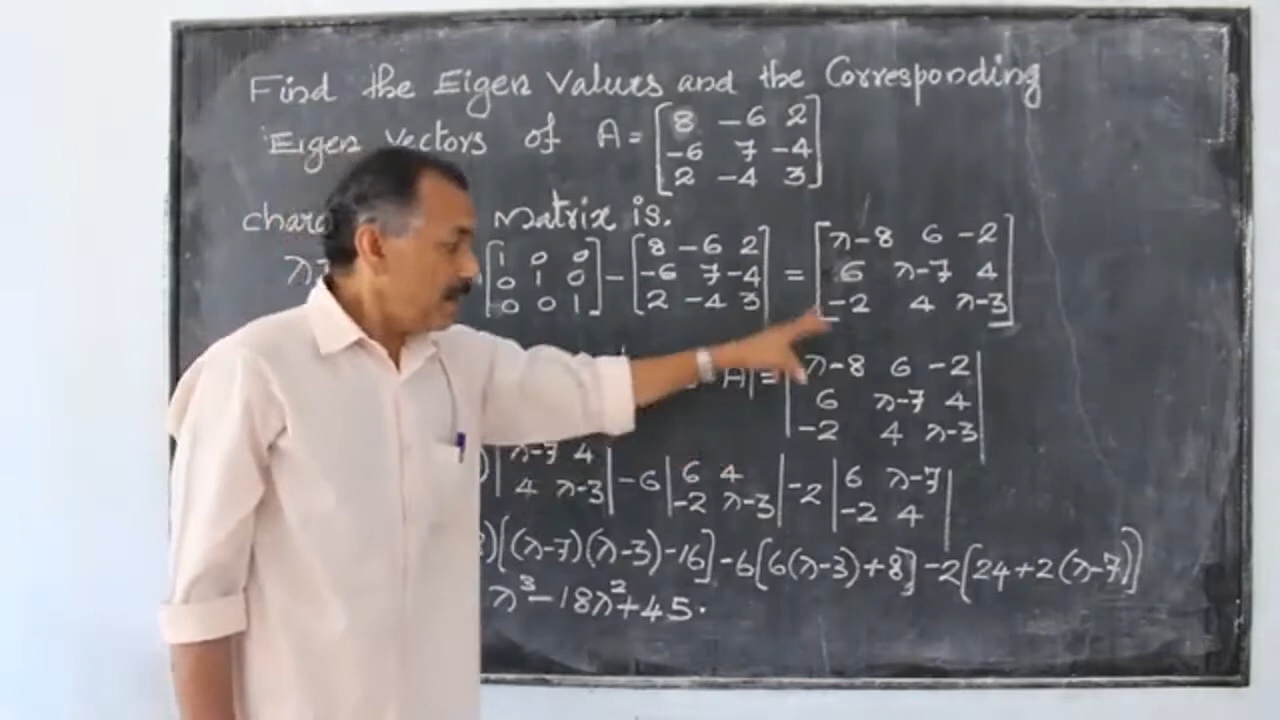 Find the Eigen Values and the Corresponding
Eigen Vectors of A = [8 -6 2
-6 7 -4
2 -4 3]
Matrix is.
[1 0 0
0 1 0
0 0 1] - [8 -6 2
-6 7 -4
2 -4 3] = [λ-8 6 -2
6 λ-7 4
-2 4 λ-3]
A| = |λ-8 6 -2
6 λ-7 4
-2 4 λ-3|
|λ-7 4
4 λ-3| -6 |6 4
-2 λ-3| -2 |6 λ-7
-2 4|
)[(λ-7)(λ-3)-16] -6[6(λ-3)+8] -2[24+2(λ-7)]
λ³-18λ²+45.